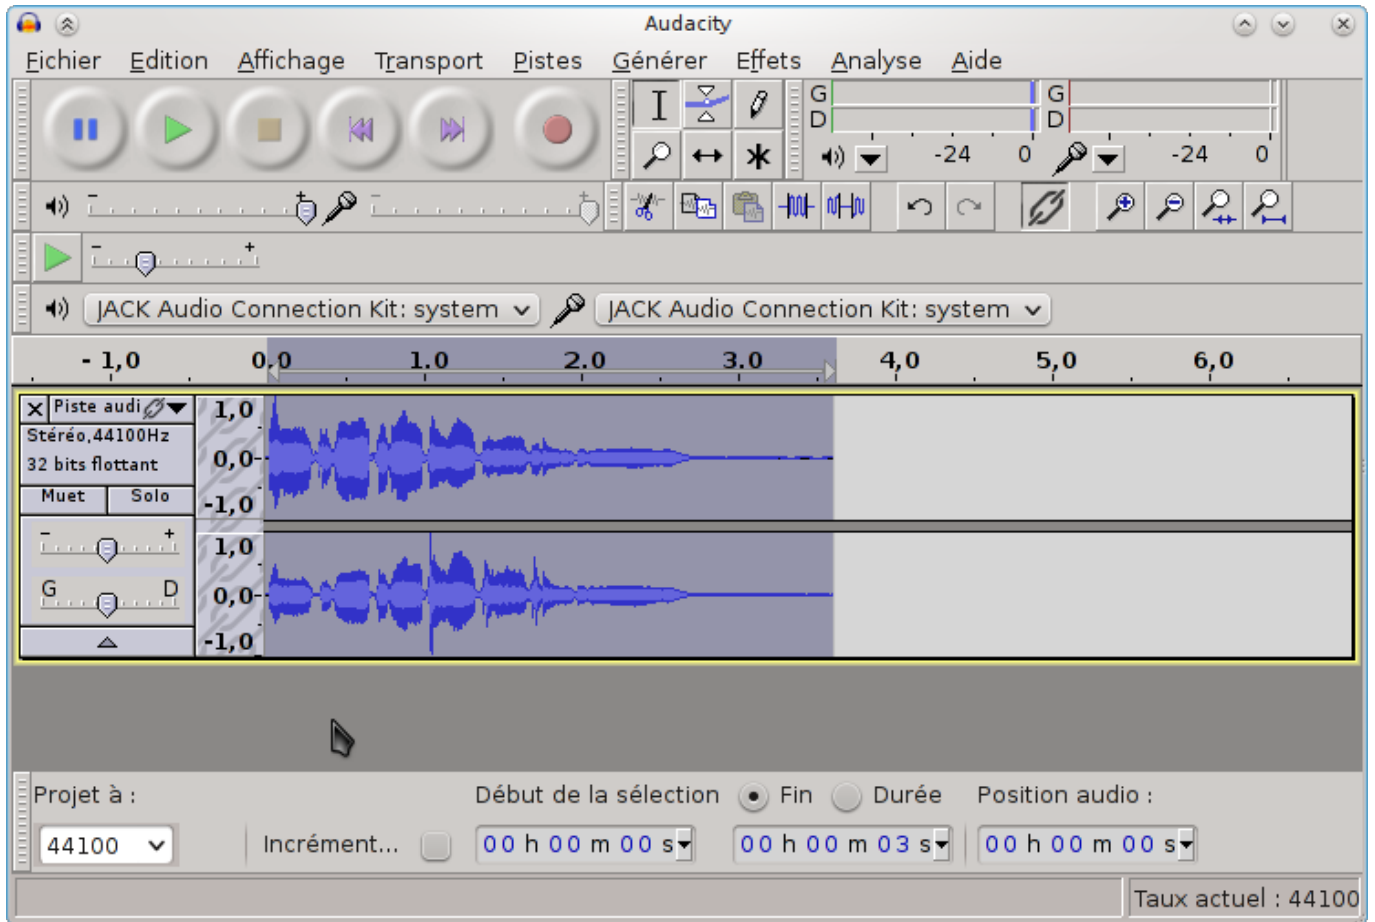 Audacity
Fichier Edition Affichage Transport Pistes Générer Effets Analyse Aide
G G
D D
-24 0 -24 0
- + - +
- +
JACK Audio Connection Kit: system JACK Audio Connection Kit: system
- 1,0 0,0 1.0 2.0 3.0 4,0 5,0 6,0
Piste audi 1,0
Stéréo,44100Hz
32 bits flottant 0,0-
Muet Solo -1,0
- + 1,0
G D 0,0-
-1,0
Projet à : Début de la sélection Fin Durée Position audio :
44100 Incrément... 00 h 00 m 00 s 00 h 00 m 03 s 00 h 00 m 00 s
Taux actuel : 44100